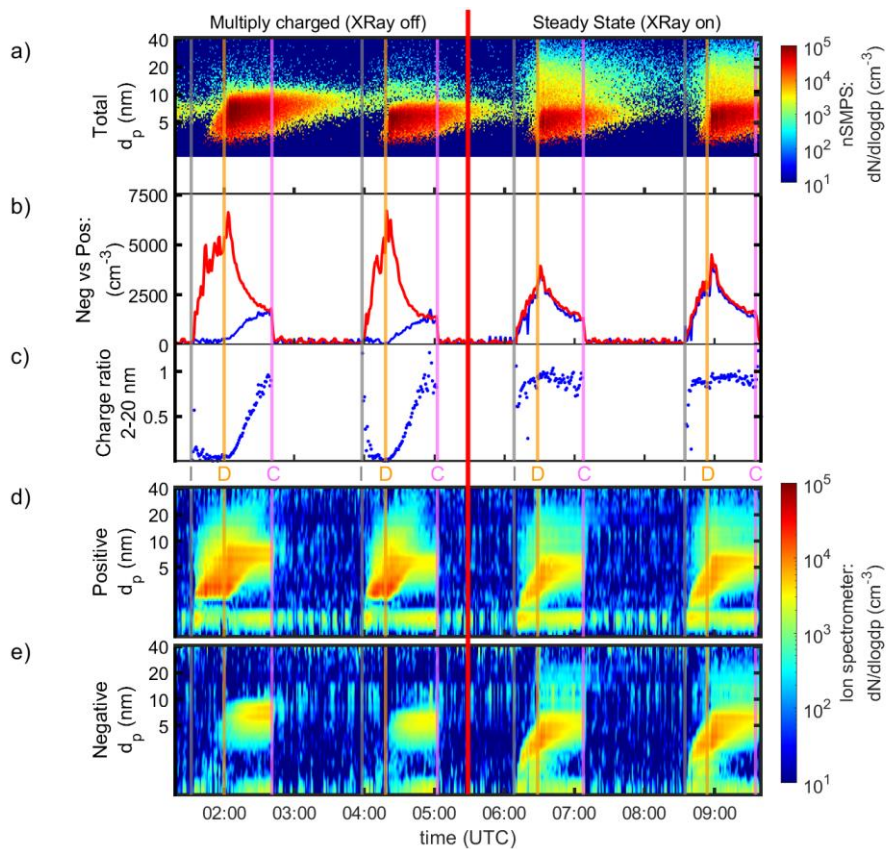 Multiply charged (XRay off)
Steady State (XRay on)
a)
40
20
10
5
Total
d_p (nm)
10^5
10^4
10^3
10^2
10^1
nSMPS:
dN/dlogdp (cm^-3)
b)
7500
5000
2500
0
Neg vs Pos:
(cm^-3)
c)
1
0.5
Charge ratio
2-20 nm
I D C I D C I D C I D C
d)
40
20
10
5
Positive
d_p (nm)
e)
40
20
10
5
Negative
d_p (nm)
10^5
10^4
10^3
10^2
10^1
Ion spectrometer:
dN/dlogdp (cm^-3)
02:00 03:00 04:00 05:00 06:00 07:00 08:00 09:00
time (UTC)